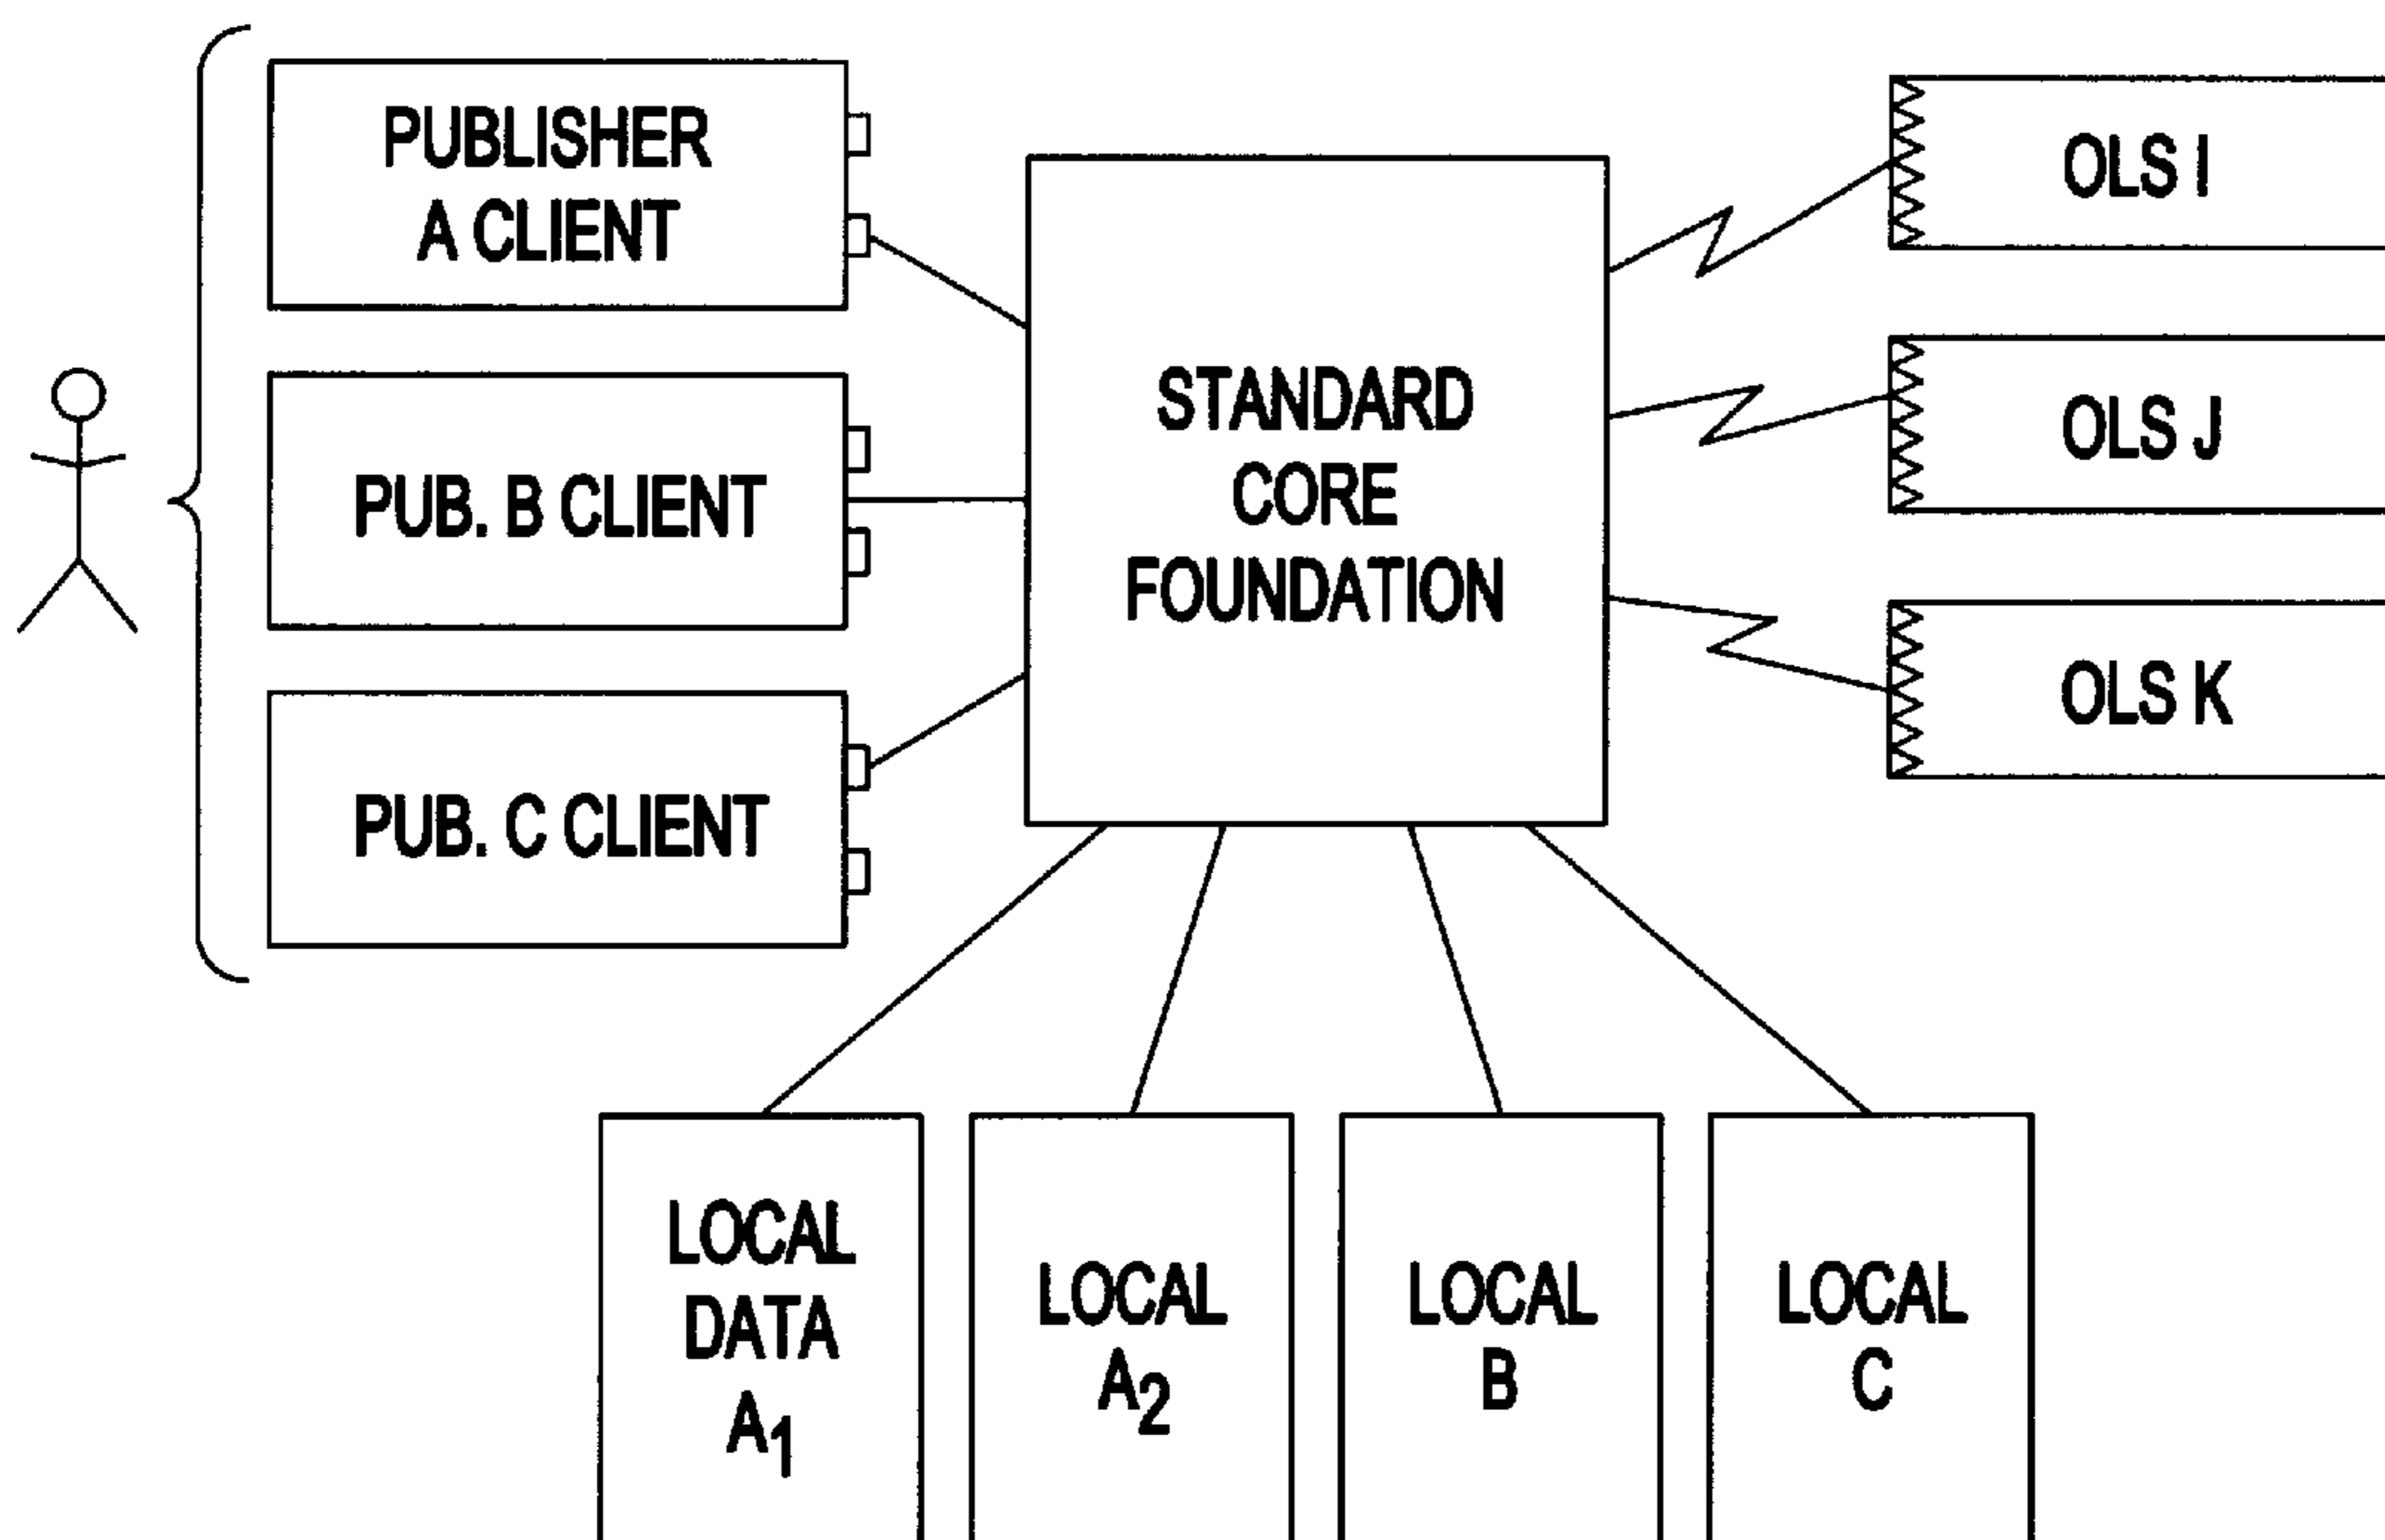 PUBLISHER
A CLIENT
PUB. B CLIENT
PUB. C CLIENT
STANDARD
CORE
FOUNDATION
OLS I
OLS J
OLS K
LOCAL
DATA
A1
LOCAL
A2
LOCAL
B
LOCAL
C